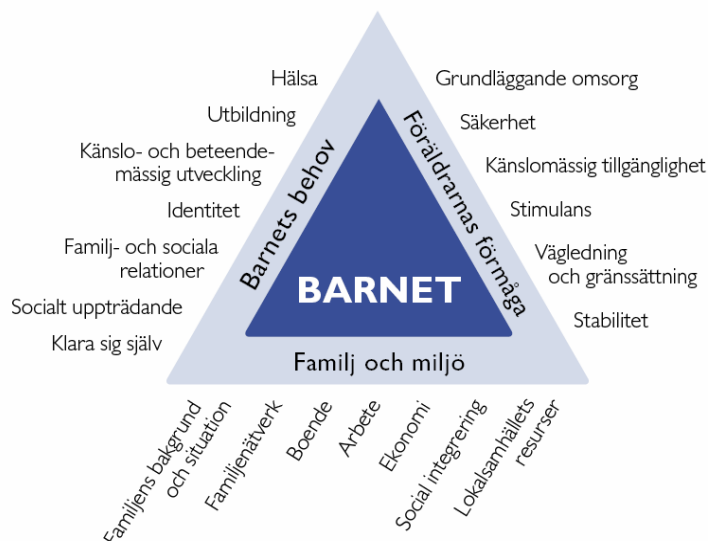 Hälsa
Utbildning
Känslo- och beteende-
mässig utveckling
Identitet
Familj- och sociala
relationer
Socialt uppträdande
Klara sig själv
Barnets behov
BARNET
Föräldrarnas förmåga
Grundläggande omsorg
Säkerhet
Känslomässig tillgänglighet
Stimulans
Vägledning
och gränssättning
Stabilitet
Familj och miljö
Familjens bakgrund
och situation
Familjenätverk
Boende
Arbete
Ekonomi
Social integrering
Lokalsamhällets
resurser